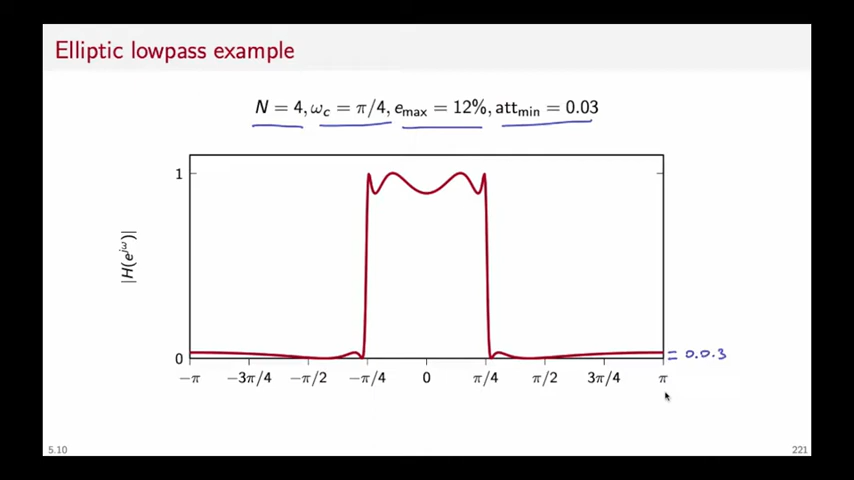 Elliptic lowpass example
N = 4, ω_c = π/4, e_max = 12%, att_min = 0.03
1
|H(e^{jω})|
0
= 0.0.3
−π −3π/4 −π/2 −π/4 0 π/4 π/2 3π/4 π
5.10 221